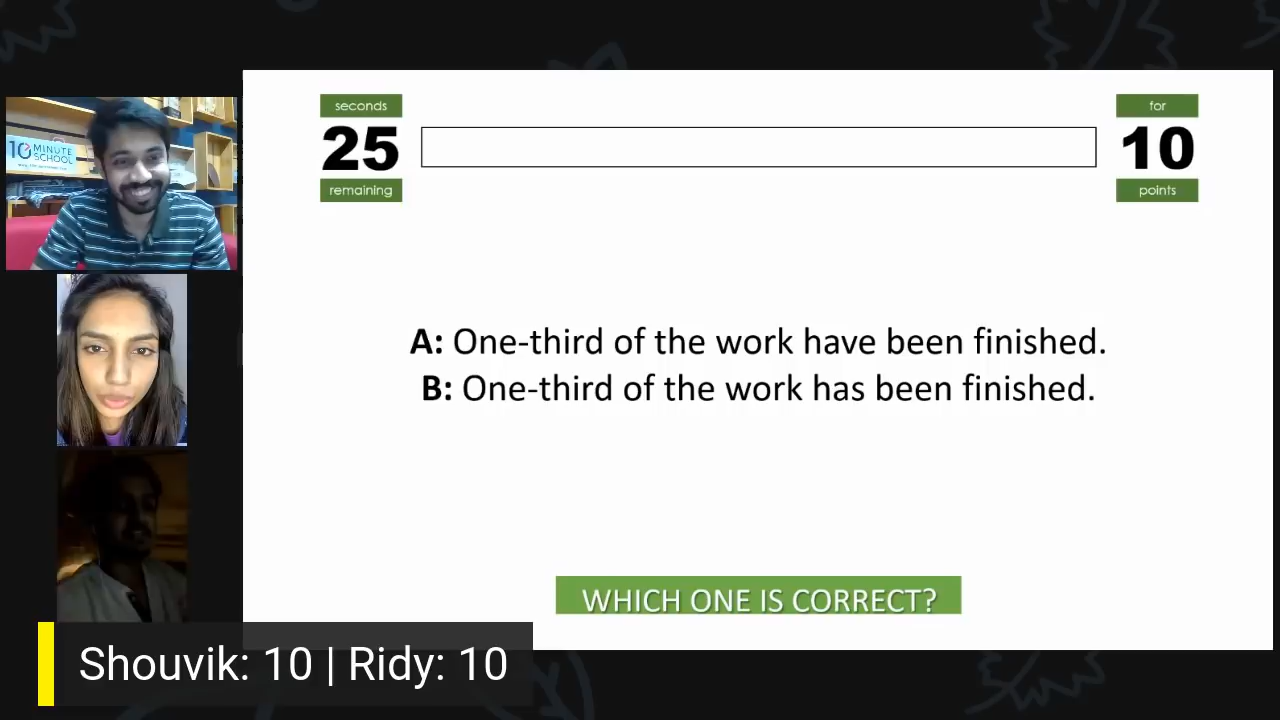 seconds
25
remaining
for
10
points
10 MINUTE
SCHOOL
A: One-third of the work have been finished.
B: One-third of the work has been finished.
WHICH ONE IS CORRECT?
Shouvik: 10 | Ridy: 10